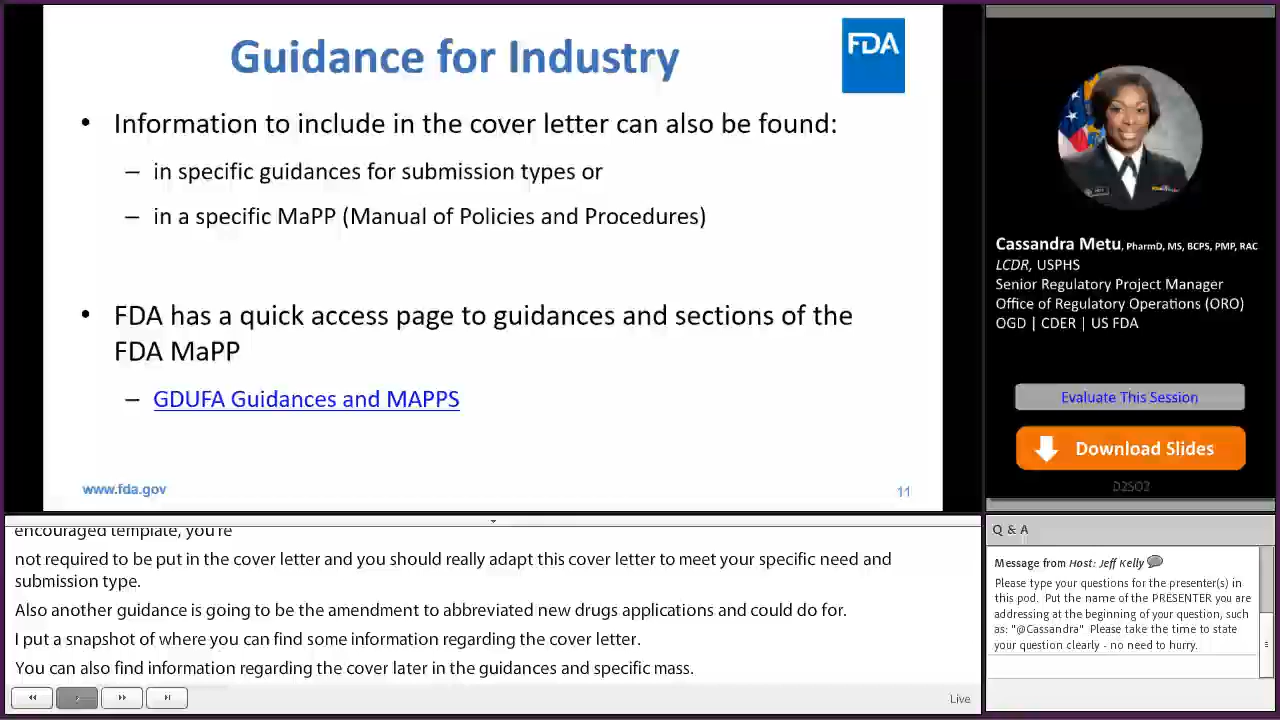 Guidance for Industry
FDA
• Information to include in the cover letter can also be found:
– in specific guidances for submission types or
– in a specific MaPP (Manual of Policies and Procedures)
• FDA has a quick access page to guidances and sections of the
FDA MaPP
– GDUFA Guidances and MAPPS
www.fda.gov
11
Cassandra Metu, PharmD, MS, BCPS, PMP, RAC
LCDR, USPHS
Senior Regulatory Project Manager
Office of Regulatory Operations (ORO)
OGD | CDER | US FDA
Evaluate This Session
Download Slides
D2S02
encouraged template, you're
not required to be put in the cover letter and you should really adapt this cover letter to meet your specific need and
submission type.
Also another guidance is going to be the amendment to abbreviated new drugs applications and could do for.
I put a snapshot of where you can find some information regarding the cover letter.
You can also find information regarding the cover later in the guidances and specific mass.
Live
Q & A
Message from Host: Jeff Kelly
Please type your questions for the presenter(s) in
this pod. Put the name of the PRESENTER you are
addressing at the beginning of your question, such
as: "@Cassandra" Please take the time to state
your question clearly - no need to hurry.